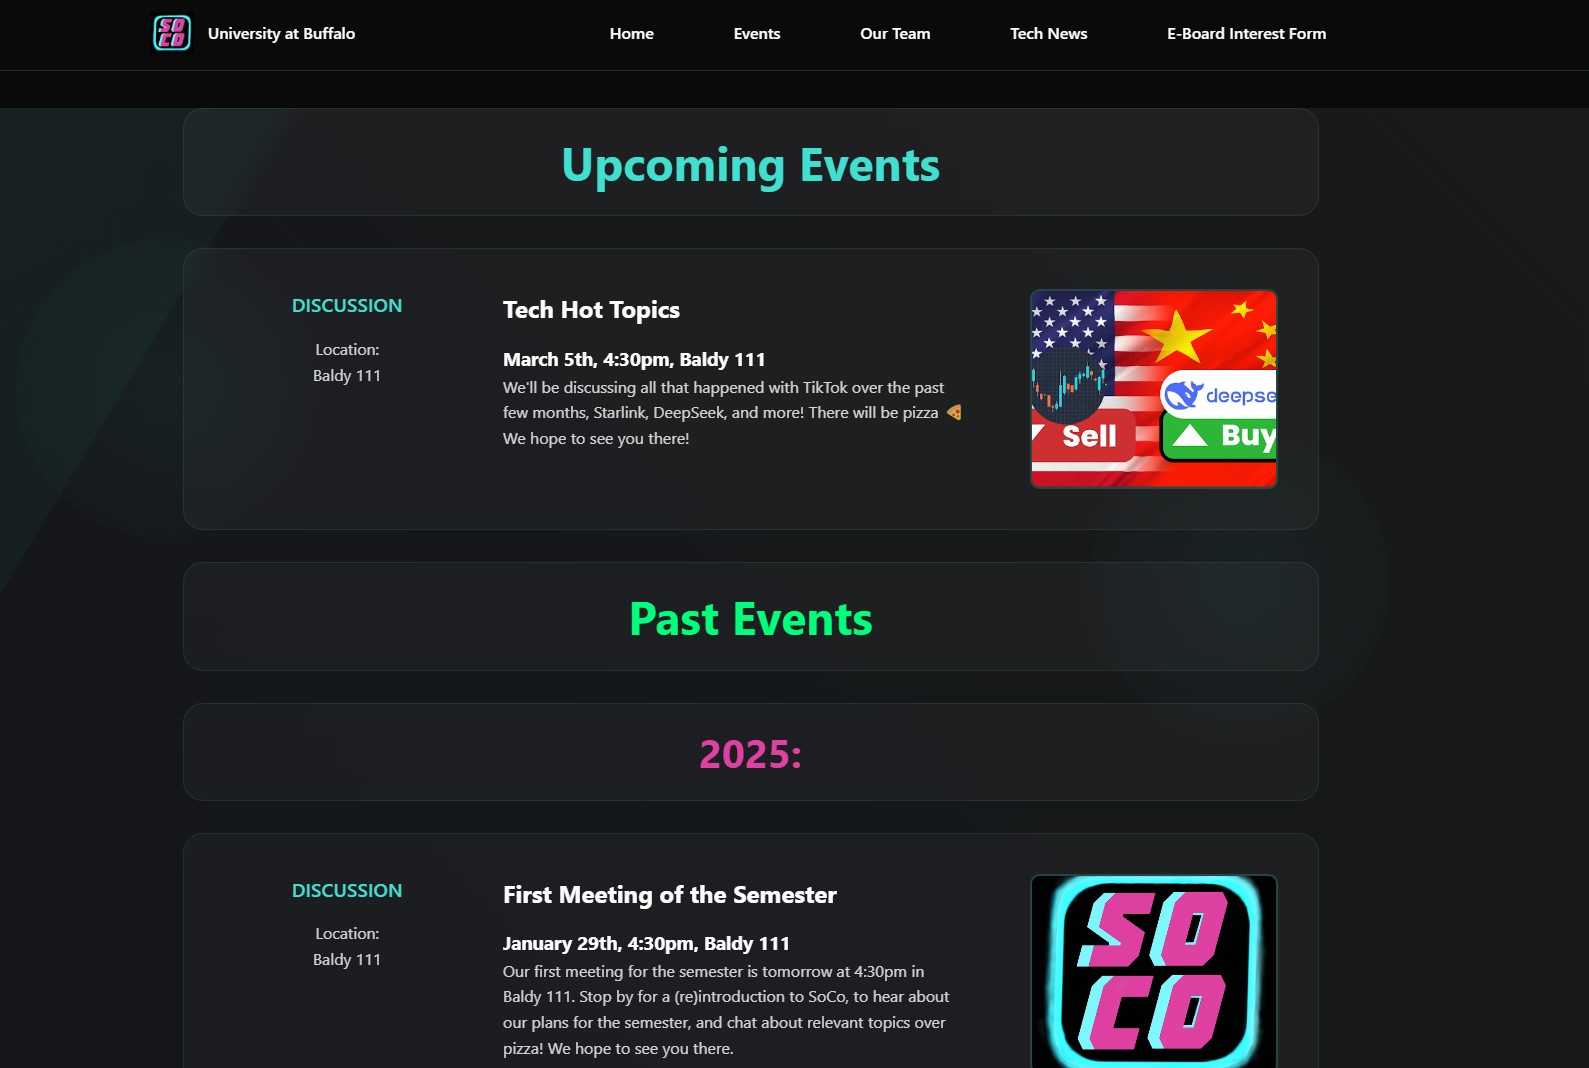 SO
CO
University at Buffalo
Home
Events
Our Team
Tech News
E-Board Interest Form
Upcoming Events
DISCUSSION
Location:
Baldy 111
Tech Hot Topics
March 5th, 4:30pm, Baldy 111
We'll be discussing all that happened with TikTok over the past
few months, Starlink, DeepSeek, and more! There will be pizza 🍕
We hope to see you there!
deepse
Sell
Buy
Past Events
2025:
DISCUSSION
Location:
Baldy 111
First Meeting of the Semester
January 29th, 4:30pm, Baldy 111
Our first meeting for the semester is tomorrow at 4:30pm in
Baldy 111. Stop by for a (re)introduction to SoCo, to hear about
our plans for the semester, and chat about relevant topics over
pizza! We hope to see you there.
SO
CO